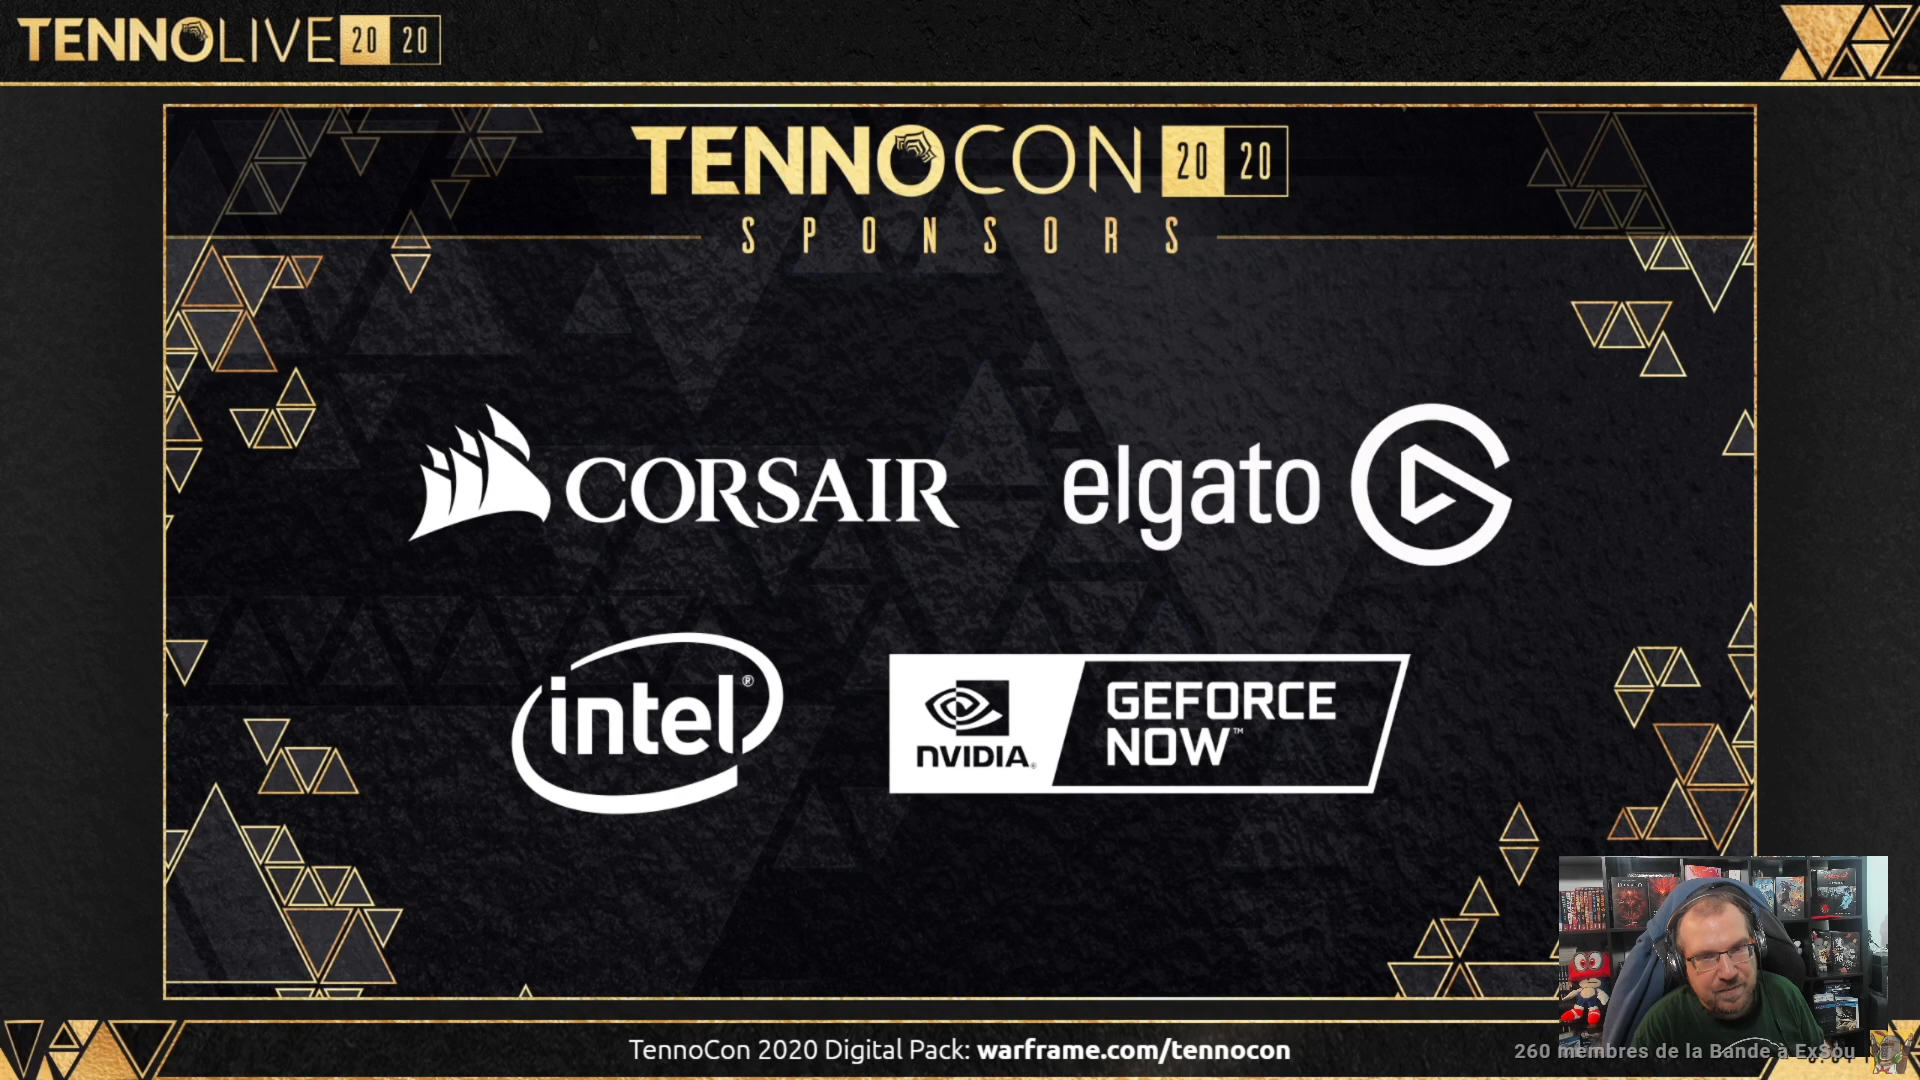 TENNOLIVE 20 20
TENNOCON 20 20
SPONSORS
CORSAIR
elgato
intel®
NVIDIA®
GEFORCE
NOW™
TennoCon 2020 Digital Pack: warframe.com/tennocon
260 membres de la Bande à ExSou